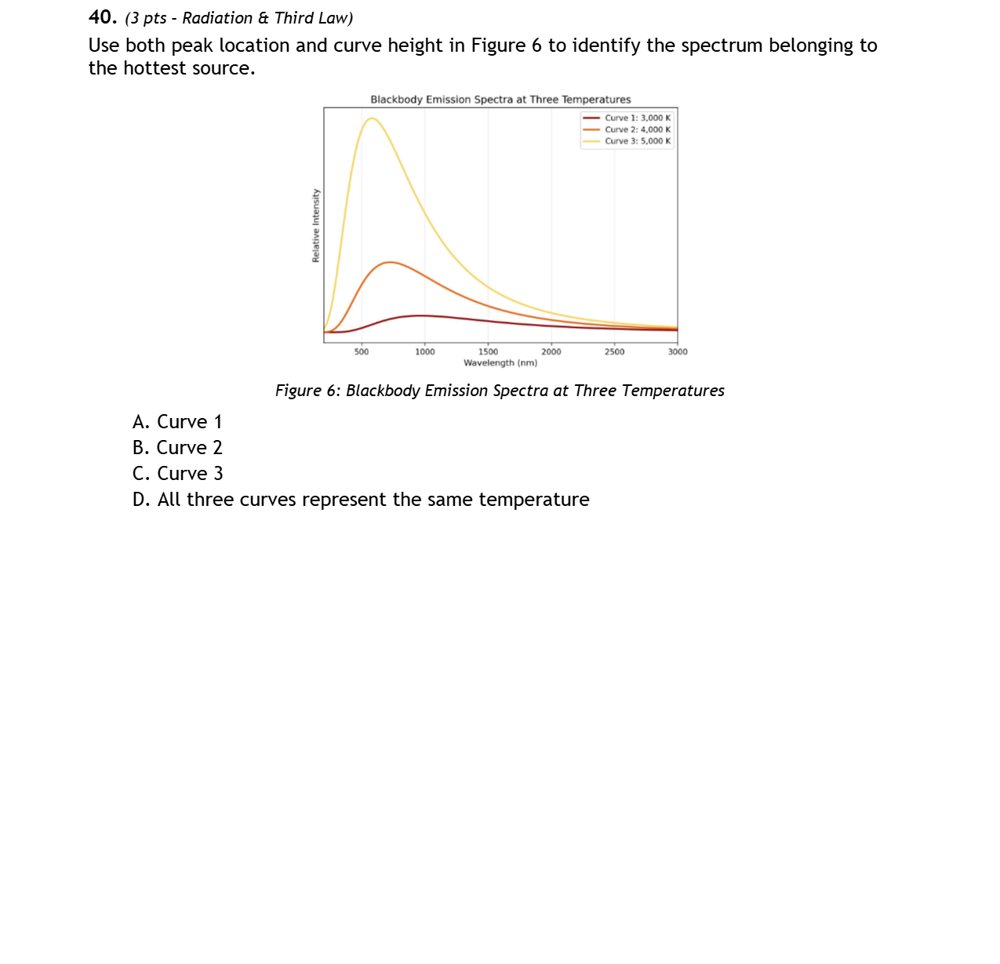 40. (3 pts - Radiation & Third Law)
Use both peak location and curve height in Figure 6 to identify the spectrum belonging to
the hottest source.
Blackbody Emission Spectra at Three Temperatures
Curve 1: 3,000 K
Curve 2: 4,000 K
Curve 3: 5,000 K
Relative Intensity
500 1000 1500 2000 2500 3000
Wavelength (nm)
Figure 6: Blackbody Emission Spectra at Three Temperatures
A. Curve 1
B. Curve 2
C. Curve 3
D. All three curves represent the same temperature